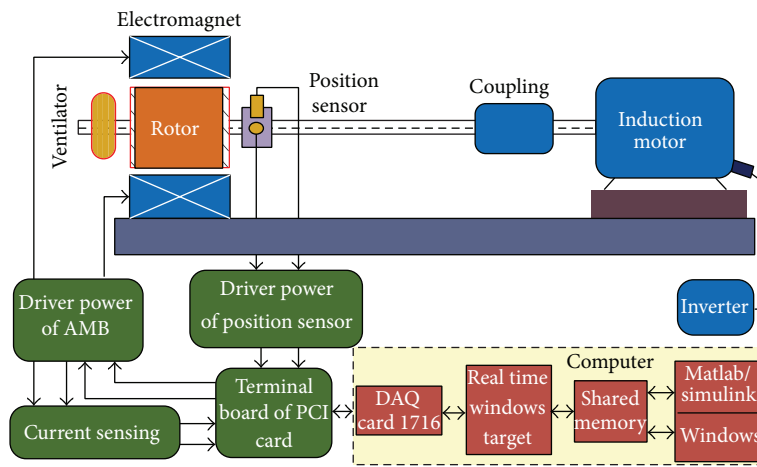 Electromagnet
Ventilator
Rotor
Position
sensor
Coupling
Induction
motor
Driver power
of AMB
Driver power
of position sensor
Inverter
Current sensing
Terminal
board of PCI
card
Computer
DAQ
card 1716
Real time
windows
target
Shared
memory
Matlab/
simulink
Windows